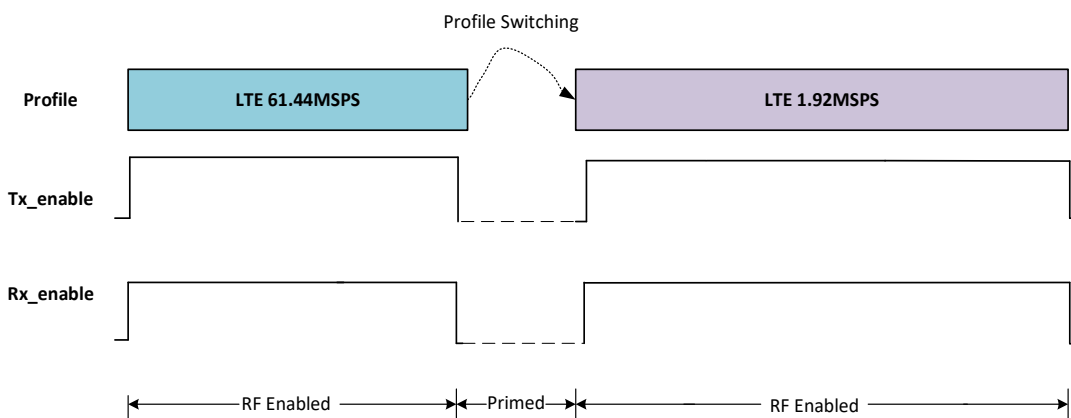 Profile Switching
Profile
LTE 61.44MSPS
LTE 1.92MSPS
Tx_enable
Rx_enable
RF Enabled
Primed
RF Enabled